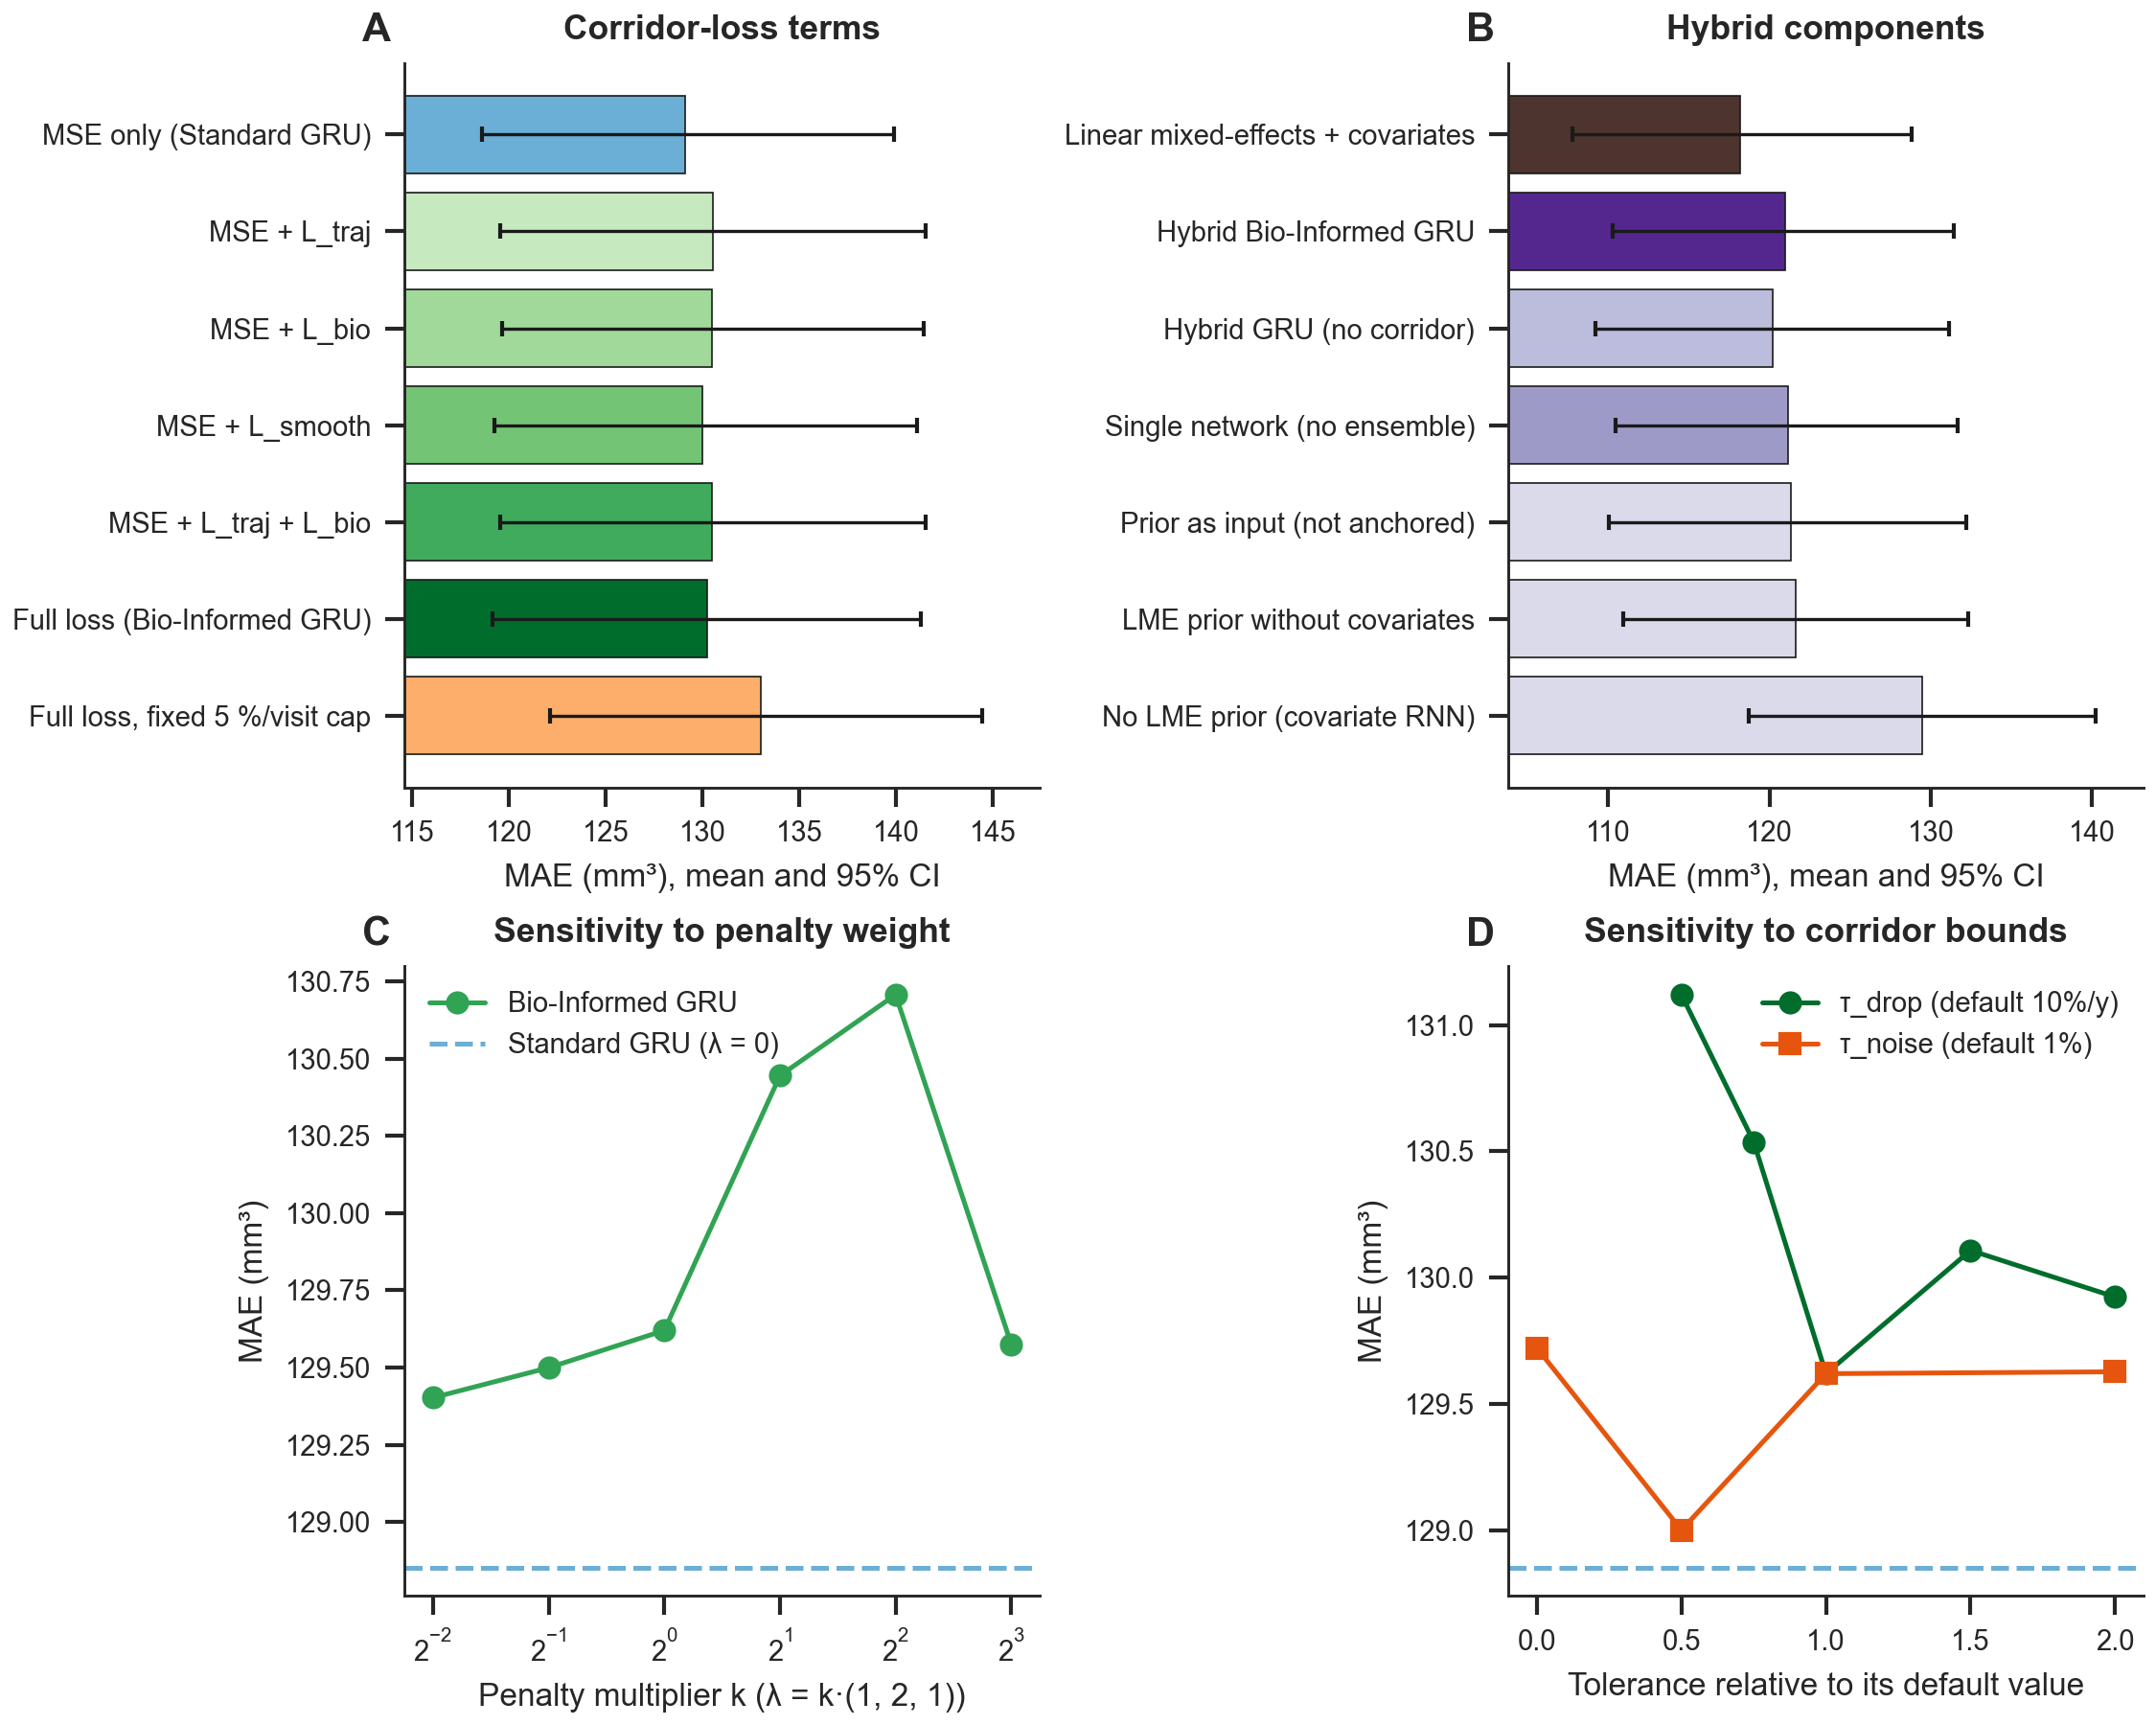 A
Corridor-loss terms
MSE only (Standard GRU)
MSE + L_traj
MSE + L_bio
MSE + L_smooth
MSE + L_traj + L_bio
Full loss (Bio-Informed GRU)
Full loss, fixed 5 %/visit cap
115 120 125 130 135 140 145
MAE (mm³), mean and 95% CI
B
Hybrid components
Linear mixed-effects + covariates
Hybrid Bio-Informed GRU
Hybrid GRU (no corridor)
Single network (no ensemble)
Prior as input (not anchored)
LME prior without covariates
No LME prior (covariate RNN)
110 120 130 140
MAE (mm³), mean and 95% CI
C
Sensitivity to penalty weight
Bio-Informed GRU
Standard GRU (λ = 0)
MAE (mm³)
130.75
130.50
130.25
130.00
129.75
129.50
129.25
129.00
2⁻² 2⁻¹ 2⁰ 2¹ 2² 2³
Penalty multiplier k (λ = k·(1, 2, 1))
D
Sensitivity to corridor bounds
τ_drop (default 10%/y)
τ_noise (default 1%)
MAE (mm³)
131.0
130.5
130.0
129.5
129.0
0.0 0.5 1.0 1.5 2.0
Tolerance relative to its default value